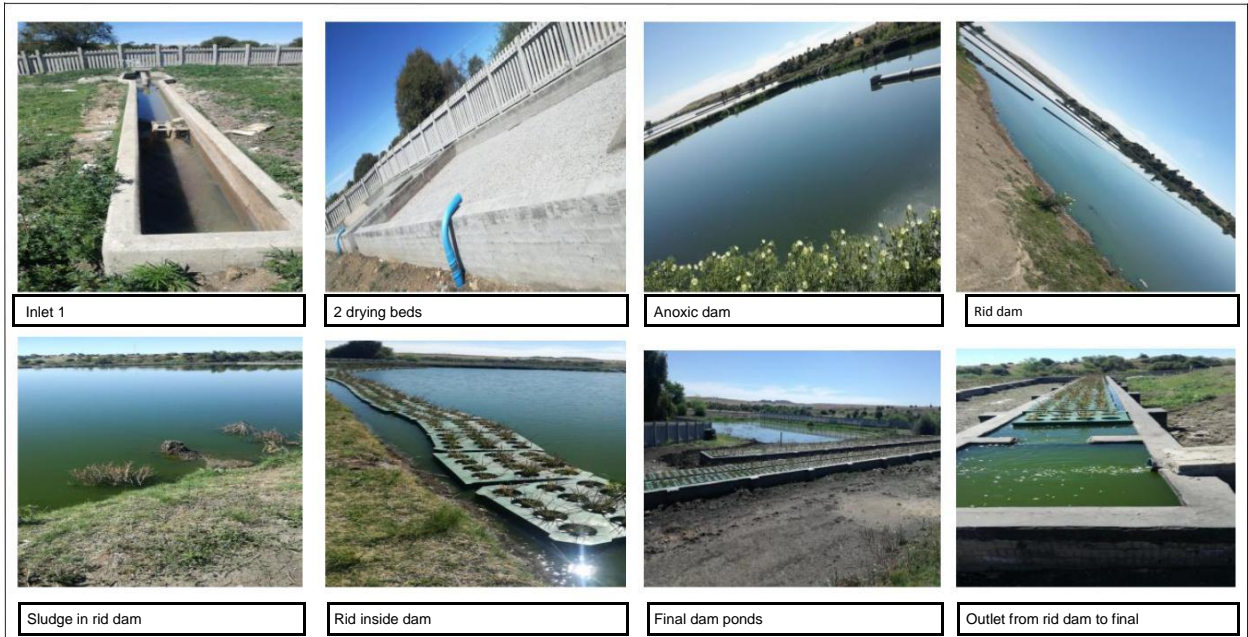 Inlet 1
2 drying beds
Anoxic dam
Rid dam
Sludge in rid dam
Rid inside dam
Final dam ponds
Outlet from rid dam to final